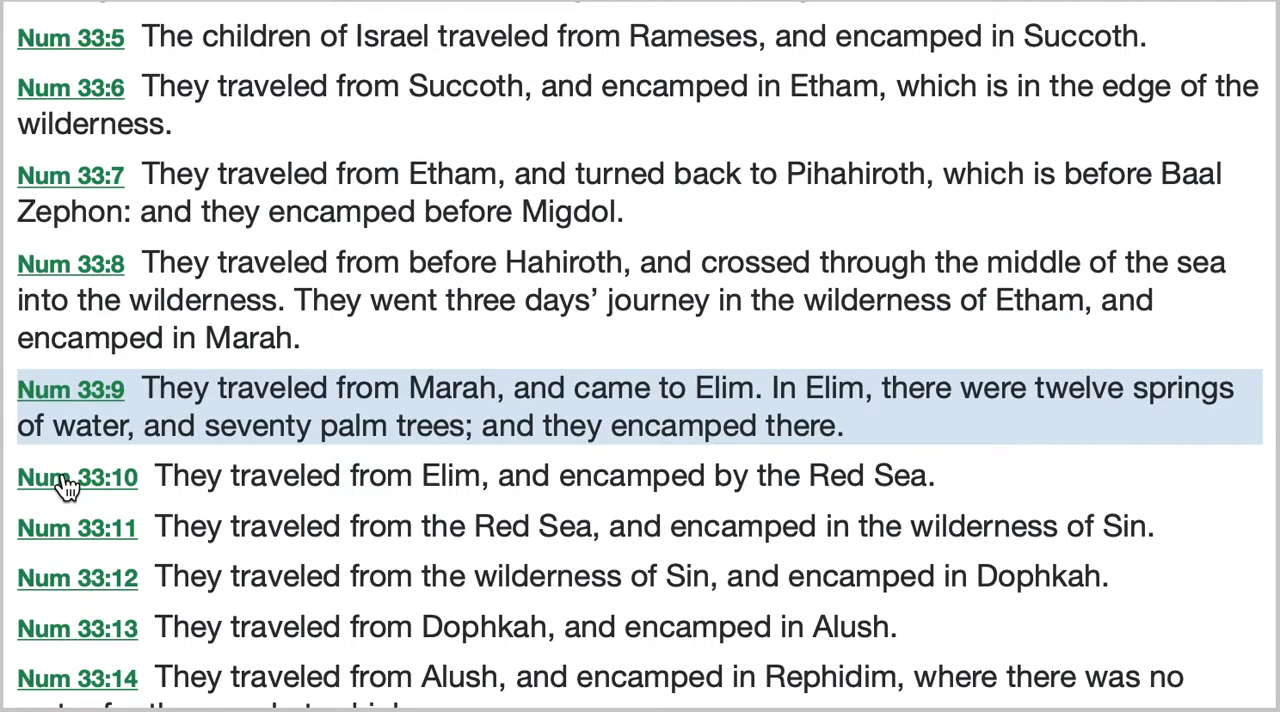 Num 33:5 The children of Israel traveled from Rameses, and encamped in Succoth.
Num 33:6 They traveled from Succoth, and encamped in Etham, which is in the edge of the
wilderness.
Num 33:7 They traveled from Etham, and turned back to Pihahiroth, which is before Baal
Zephon: and they encamped before Migdol.
Num 33:8 They traveled from before Hahiroth, and crossed through the middle of the sea
into the wilderness. They went three days’ journey in the wilderness of Etham, and
encamped in Marah.
Num 33:9 They traveled from Marah, and came to Elim. In Elim, there were twelve springs
of water, and seventy palm trees; and they encamped there.
Num 33:10 They traveled from Elim, and encamped by the Red Sea.
Num 33:11 They traveled from the Red Sea, and encamped in the wilderness of Sin.
Num 33:12 They traveled from the wilderness of Sin, and encamped in Dophkah.
Num 33:13 They traveled from Dophkah, and encamped in Alush.
Num 33:14 They traveled from Alush, and encamped in Rephidim, where there was no